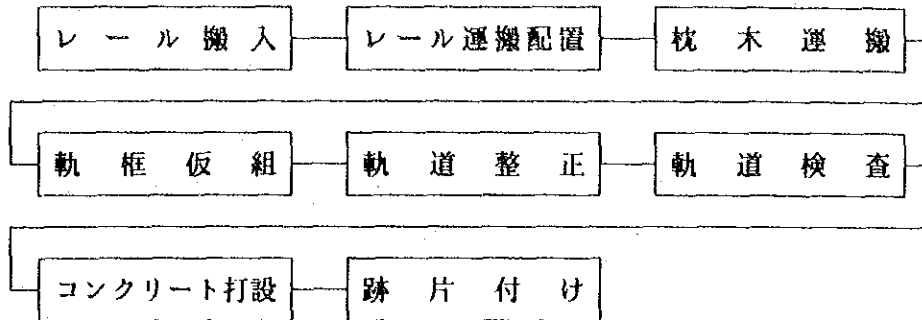 レール搬入 レール運搬配置 枕木運搬
軌框仮組 軌道整正 軌道検査
コンクリート打設 跡片付け